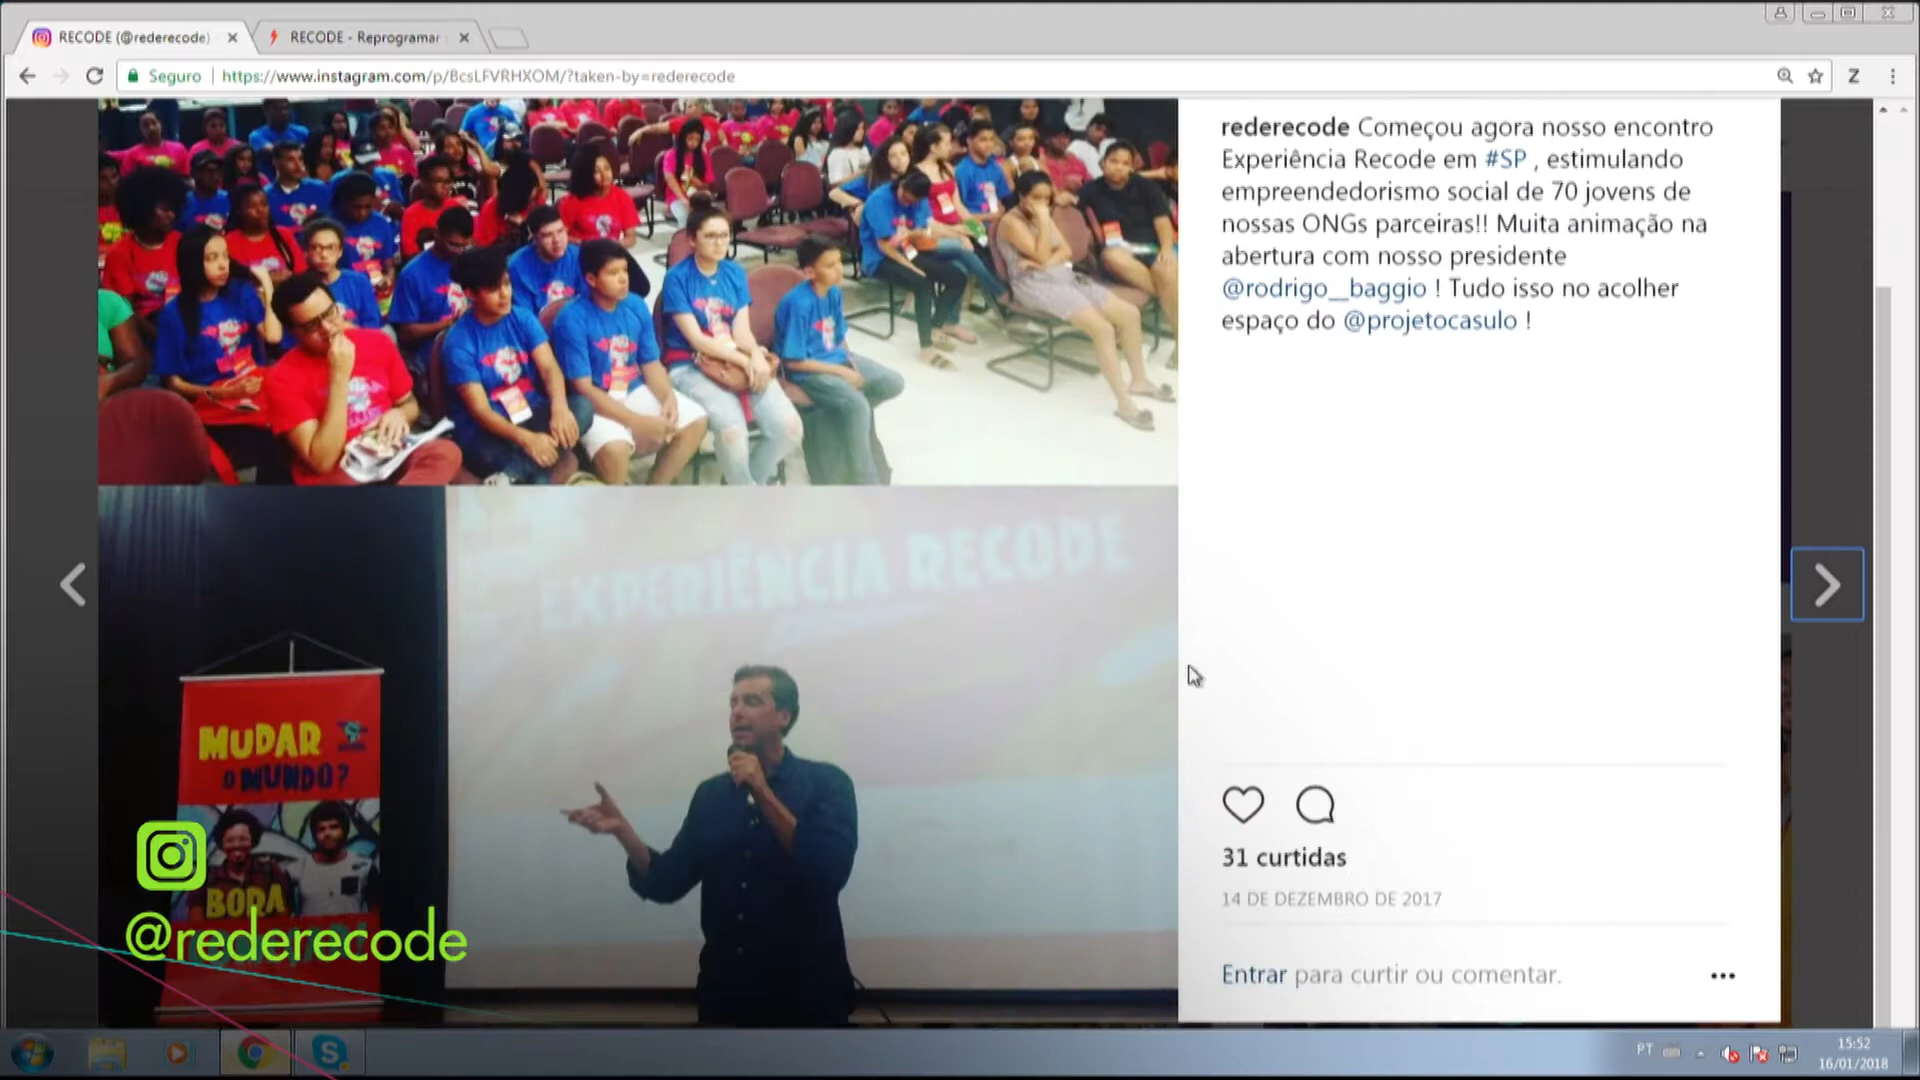 RECODE (@rederecode)
RECODE - Reprogramar
Seguro
https://www.instagram.com/p/BcsLFVRHXOM/?taken-by=rederecode
Z
rederecode Começou agora nosso encontro
Experiência Recode em #SP , estimulando
empreendedorismo social de 70 jovens de
nossas ONGs parceiras!! Muita animação na
abertura com nosso presidente
@rodrigo__baggio ! Tudo isso no acolher
espaço do @projetocasulo !
EXPERIÊNCIA RECODE
MUDAR
O MUNDO?
BORA
@rederecode
31 curtidas
14 DE DEZEMBRO DE 2017
Entrar para curtir ou comentar.
PT
15:52
16/01/2018